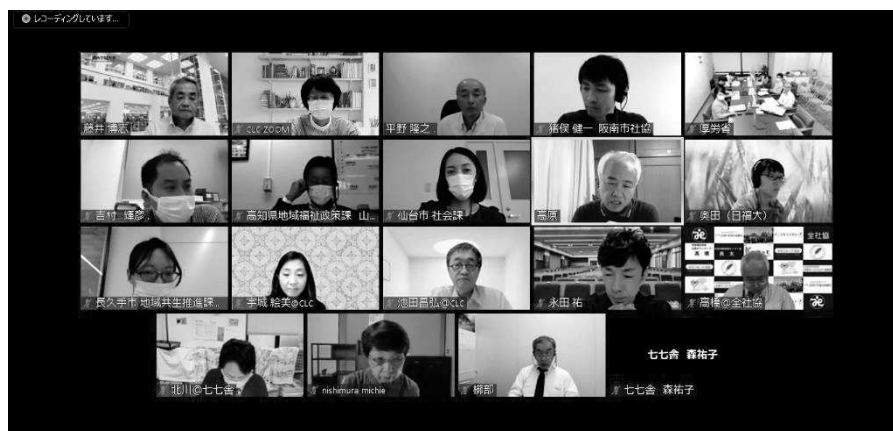 レコーディングしています...
藤井 博志
CLC ZOOM
平野 隆之
猪俣 健一 阪南市社協
厚労省
吉村 輝彦
高知県地域福祉政策課 山...
仙台市 社会課
高原
奥田（日福大）
長久手市 地域共生推進課...
宇城 絵美@CLC
池田昌弘@CLC
永田 祐
全社協
高橋@全社協
北川@七七舎
nishimura michie
櫛部
七七舎 森祐子
七七舎 森祐子